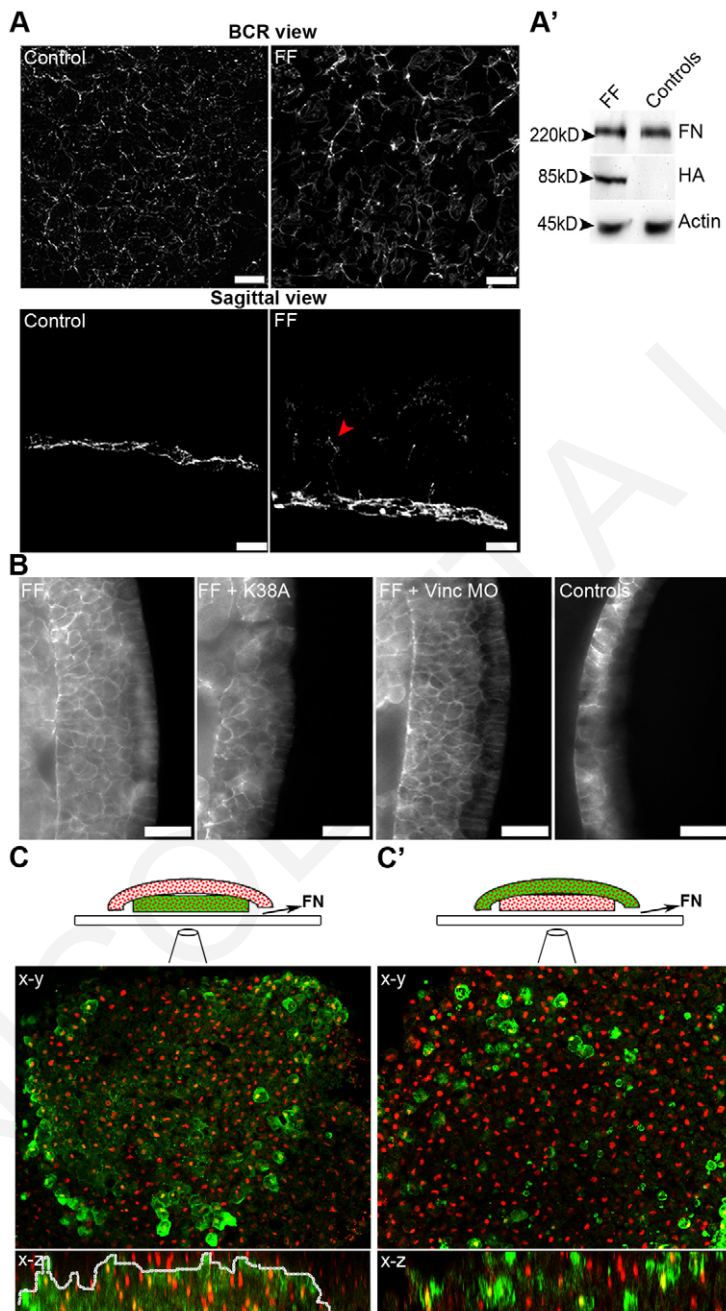 A
BCR view
Control
FF
Sagittal view
Control
FF
A'
FF
Controls
220kD
FN
85kD
HA
45kD
Actin
B
FF
FF + K38A
FF + Vinc MO
Controls
C
FN
x-y
x-z
C'
FN
x-y
x-z